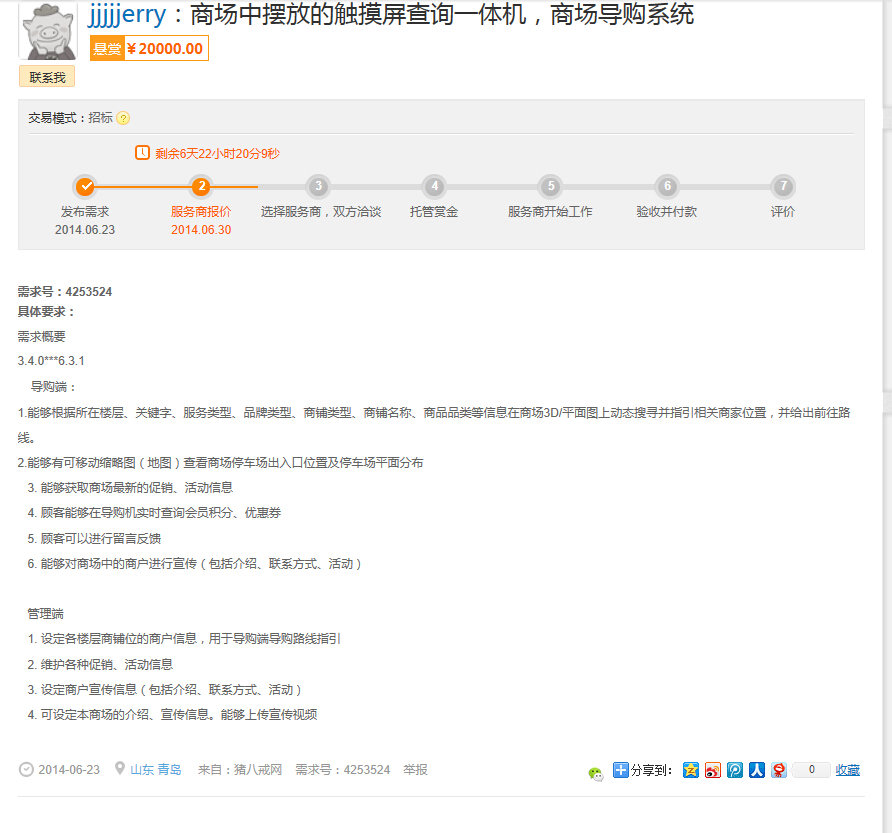 jjjjjerry：商场中摆放的触摸屏查询一体机，商场导购系统
悬赏 ¥20000.00
联系我
交易模式：招标 ?
剩余6天22小时20分9秒
2 3 4 5 6 7
发布需求 服务商报价 选择服务商，双方洽谈 托管赏金 服务商开始工作 验收并付款 评价
2014.06.23 2014.06.30
需求号：4253524
具体要求：
需求概要
3.4.0***6.3.1
导购端：
1.能够根据所在楼层、关键字、服务类型、品牌类型、商铺类型、商铺名称、商品品类等信息在商场3D/平面图上动态搜寻并指引相关商家位置，并给出前往路
线。
2.能够有可移动缩略图（地图）查看商场停车场出入口位置及停车场平面分布
3. 能够获取商场最新的促销、活动信息
4. 顾客能够在导购机实时查询会员积分、优惠券
5. 顾客可以进行留言反馈
6. 能够对商场中的商户进行宣传（包括介绍、联系方式、活动）
管理端
1. 设定各楼层商铺位的商户信息，用于导购端导购路线指引
2. 维护各种促销、活动信息
3. 设定商户宣传信息（包括介绍、联系方式、活动）
4. 可设定本商场的介绍、宣传信息。能够上传宣传视频
2014-06-23 山东 青岛 来自：猪八戒网 需求号：4253524 举报 分享到： 0 收藏